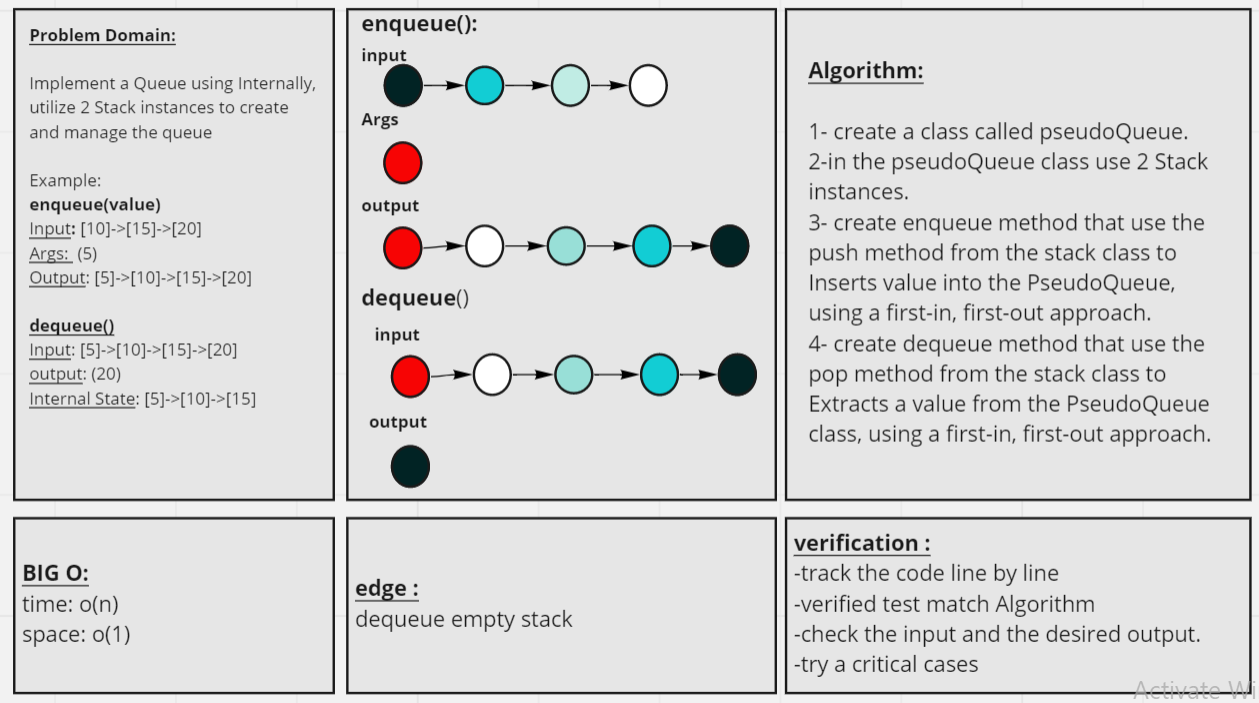 Problem Domain:
Implement a Queue using Internally,
utilize 2 Stack instances to create
and manage the queue
Example:
enqueue(value)
Input: [10]->[15]->[20]
Args: (5)
Output: [5]->[10]->[15]->[20]
dequeue()
Input: [5]->[10]->[15]->[20]
output: (20)
Internal State: [5]->[10]->[15]
enqueue():
input
Args
output
dequeue()
input
output
Algorithm:
1- create a class called pseudoQueue.
2-in the pseudoQueue class use 2 Stack
instances.
3- create enqueue method that use the
push method from the stack class to
Inserts value into the PseudoQueue,
using a first-in, first-out approach.
4- create dequeue method that use the
pop method from the stack class to
Extracts a value from the PseudoQueue
class, using a first-in, first-out approach.
BIG O:
time: o(n)
space: o(1)
edge :
dequeue empty stack
verification :
-track the code line by line
-verified test match Algorithm
-check the input and the desired output.
-try a critical cases
Activate Wi